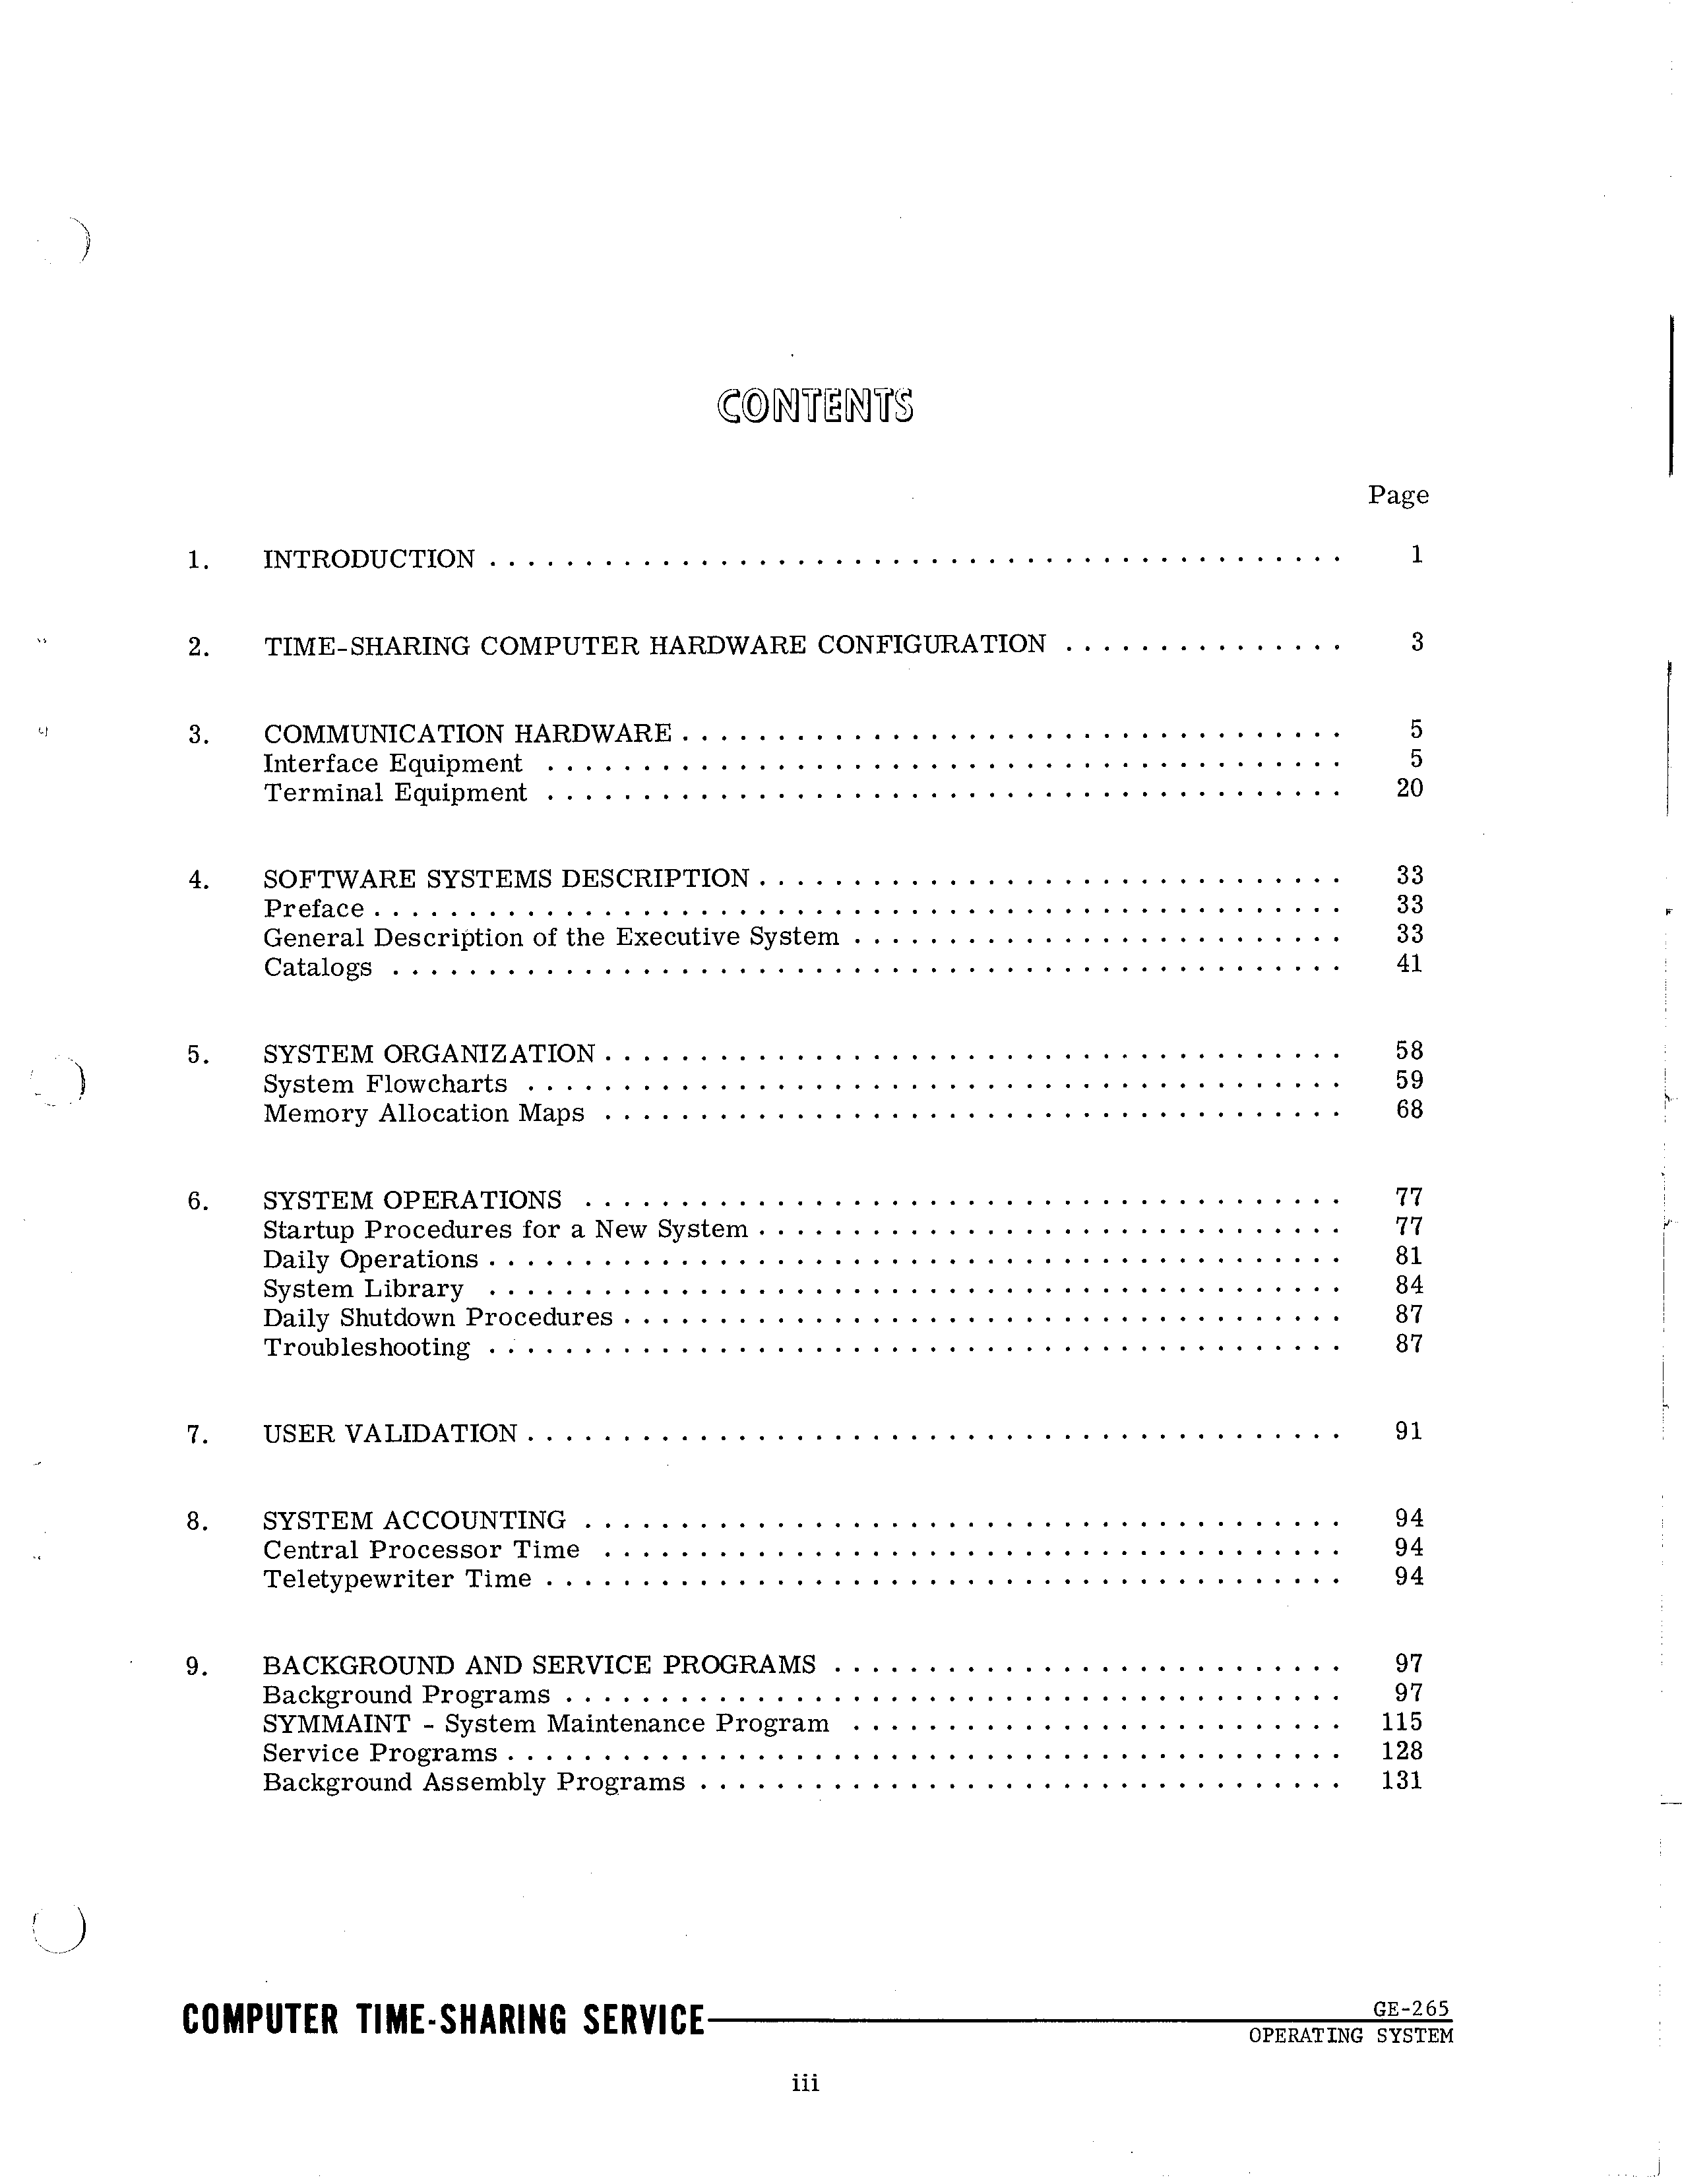 CONTENTS
Page
1. INTRODUCTION . . . . . . . . . . . . . . . . . . . . 1
2. TIME-SHARING COMPUTER HARDWARE CONFIGURATION . . . . . . . . . . . . . . . 3
3. COMMUNICATION HARDWARE . . . . . . . . . . . . . . . . . . . . 5
Interface Equipment . . . . . . . . . . . . . . . . . . . . 5
Terminal Equipment . . . . . . . . . . . . . . . . . . . . 20
4. SOFTWARE SYSTEMS DESCRIPTION . . . . . . . . . . . . . . . . . . . . 33
Preface . . . . . . . . . . . . . . . . . . . . 33
General Description of the Executive System . . . . . . . . . . . . . . . . . . . . 33
Catalogs . . . . . . . . . . . . . . . . . . . . 41
5. SYSTEM ORGANIZATION . . . . . . . . . . . . . . . . . . . . 58
System Flowcharts . . . . . . . . . . . . . . . . . . . . 59
Memory Allocation Maps . . . . . . . . . . . . . . . . . . . . 68
6. SYSTEM OPERATIONS . . . . . . . . . . . . . . . . . . . . 77
Startup Procedures for a New System . . . . . . . . . . . . . . . . . . . . 77
Daily Operations . . . . . . . . . . . . . . . . . . . . 81
System Library . . . . . . . . . . . . . . . . . . . . 84
Daily Shutdown Procedures . . . . . . . . . . . . . . . . . . . . 87
Troubleshooting . . . . . . . . . . . . . . . . . . . . 87
7. USER VALIDATION . . . . . . . . . . . . . . . . . . . . 91
8. SYSTEM ACCOUNTING . . . . . . . . . . . . . . . . . . . . 94
Central Processor Time . . . . . . . . . . . . . . . . . . . . 94
Teletypewriter Time . . . . . . . . . . . . . . . . . . . . 94
9. BACKGROUND AND SERVICE PROGRAMS . . . . . . . . . . . . . . . . . . . . 97
Background Programs . . . . . . . . . . . . . . . . . . . . 97
SYMMAINT - System Maintenance Program . . . . . . . . . . . . . . . . . . . . 115
Service Programs . . . . . . . . . . . . . . . . . . . . 128
Background Assembly Programs . . . . . . . . . . . . . . . . . . . . 131
COMPUTER TIME-SHARING SERVICE
GE-265
OPERATING SYSTEM
iii